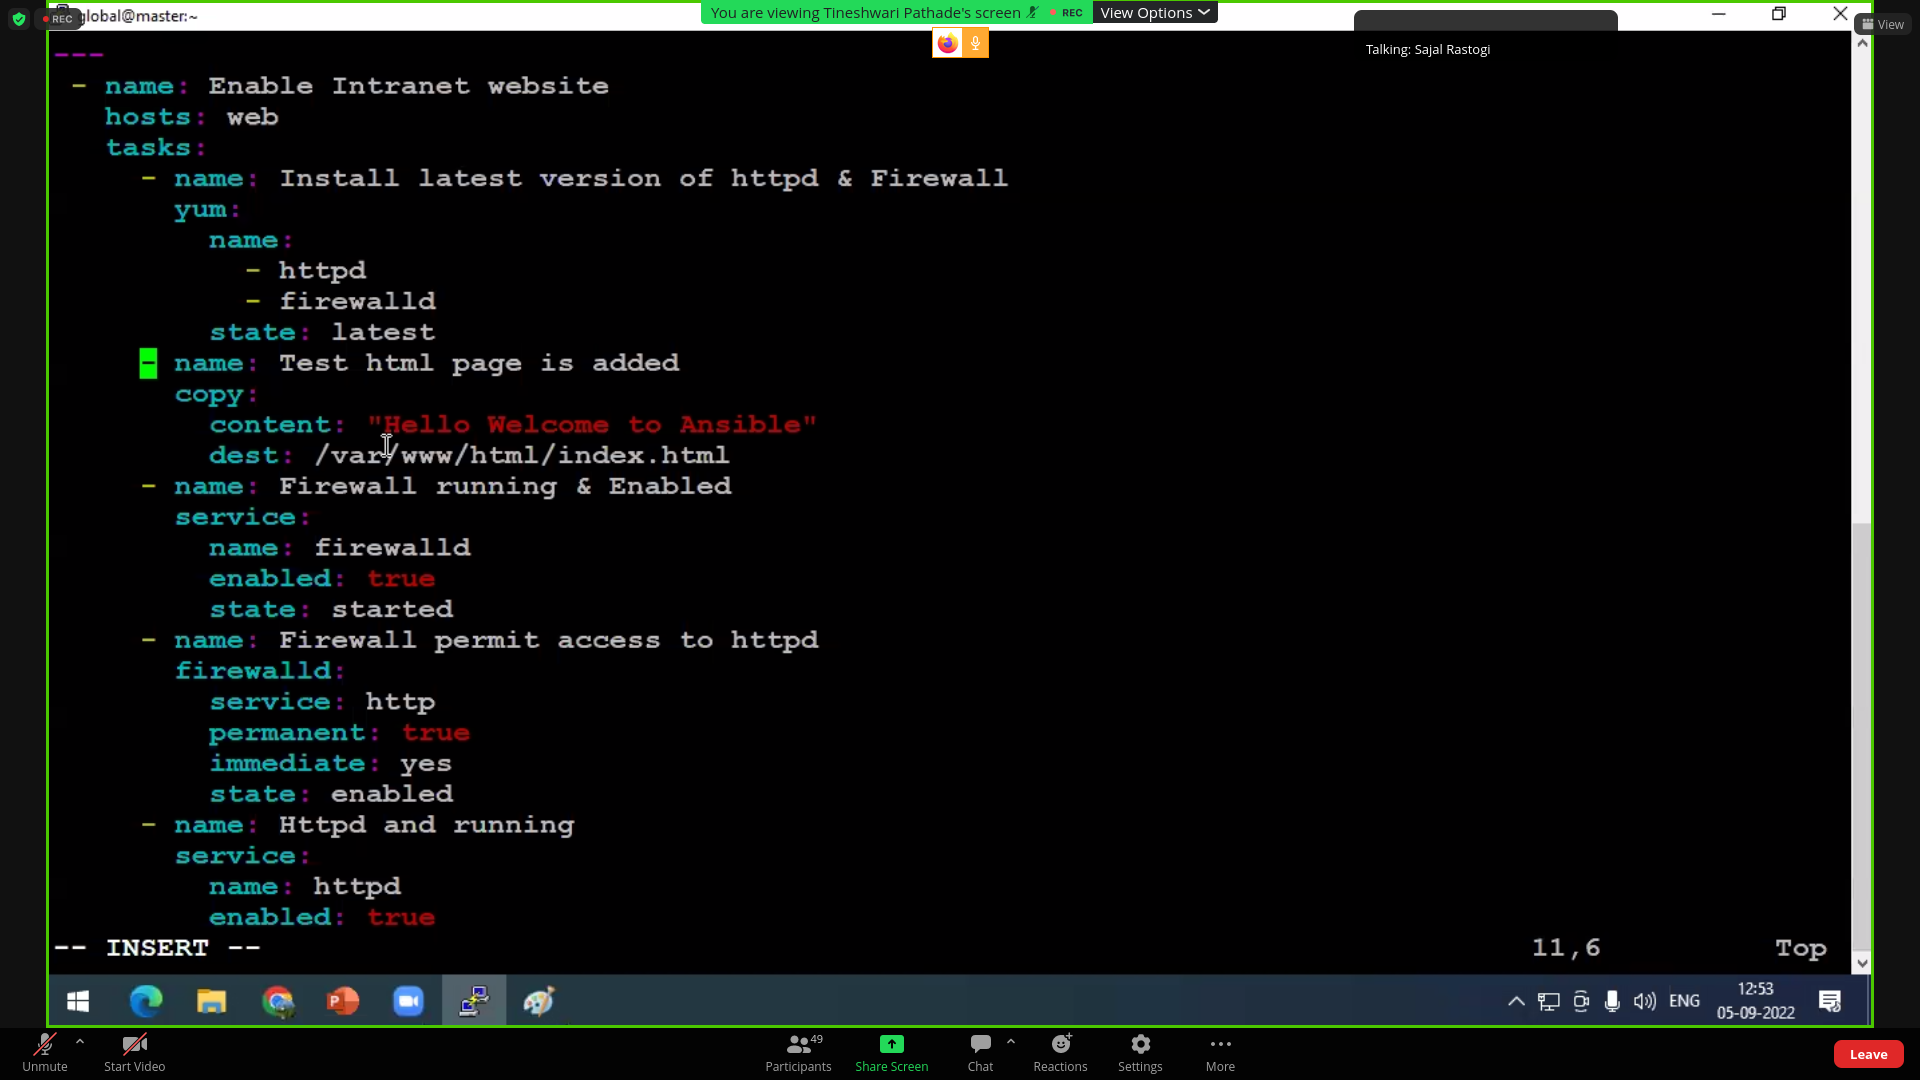 REC
global@master:~
You are viewing Tineshwari Pathade's screen
REC
View Options
View
Talking: Sajal Rastogi
---
- name: Enable Intranet website
hosts: web
tasks:
- name: Install latest version of httpd & Firewall
yum:
name:
- httpd
- firewalld
state: latest
- name: Test html page is added
copy:
content: "Hello Welcome to Ansible"
dest: /var/www/html/index.html
- name: Firewall running & Enabled
service:
name: firewalld
enabled: true
state: started
- name: Firewall permit access to httpd
firewalld:
service: http
permanent: true
immediate: yes
state: enabled
- name: Httpd and running
service:
name: httpd
enabled: true
-- INSERT --
11,6
Top
ENG
12:53
05-09-2022
Unmute
Start Video
Participants
49
Share Screen
Chat
Reactions
Settings
More
Leave